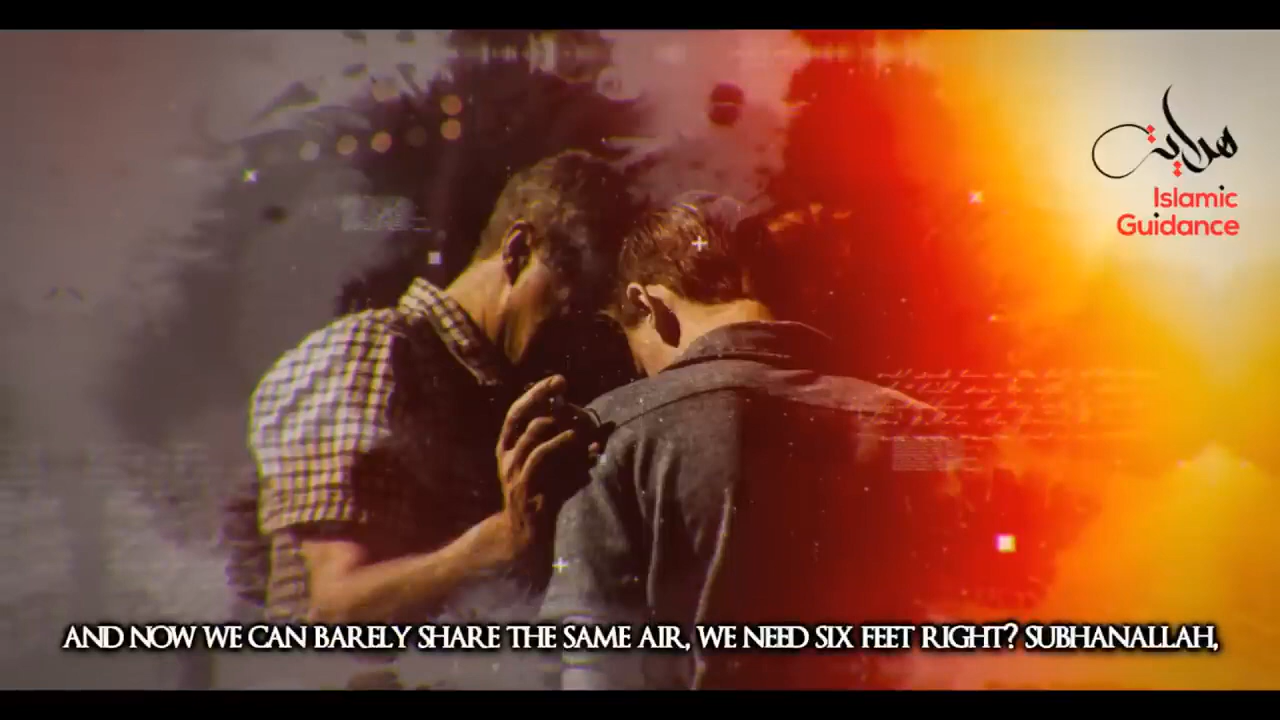 هداية
Islamic
Guidance
AND NOW WE CAN BARELY SHARE THE SAME AIR, WE NEED SIX FEET RIGHT? SUBHANALLAH,